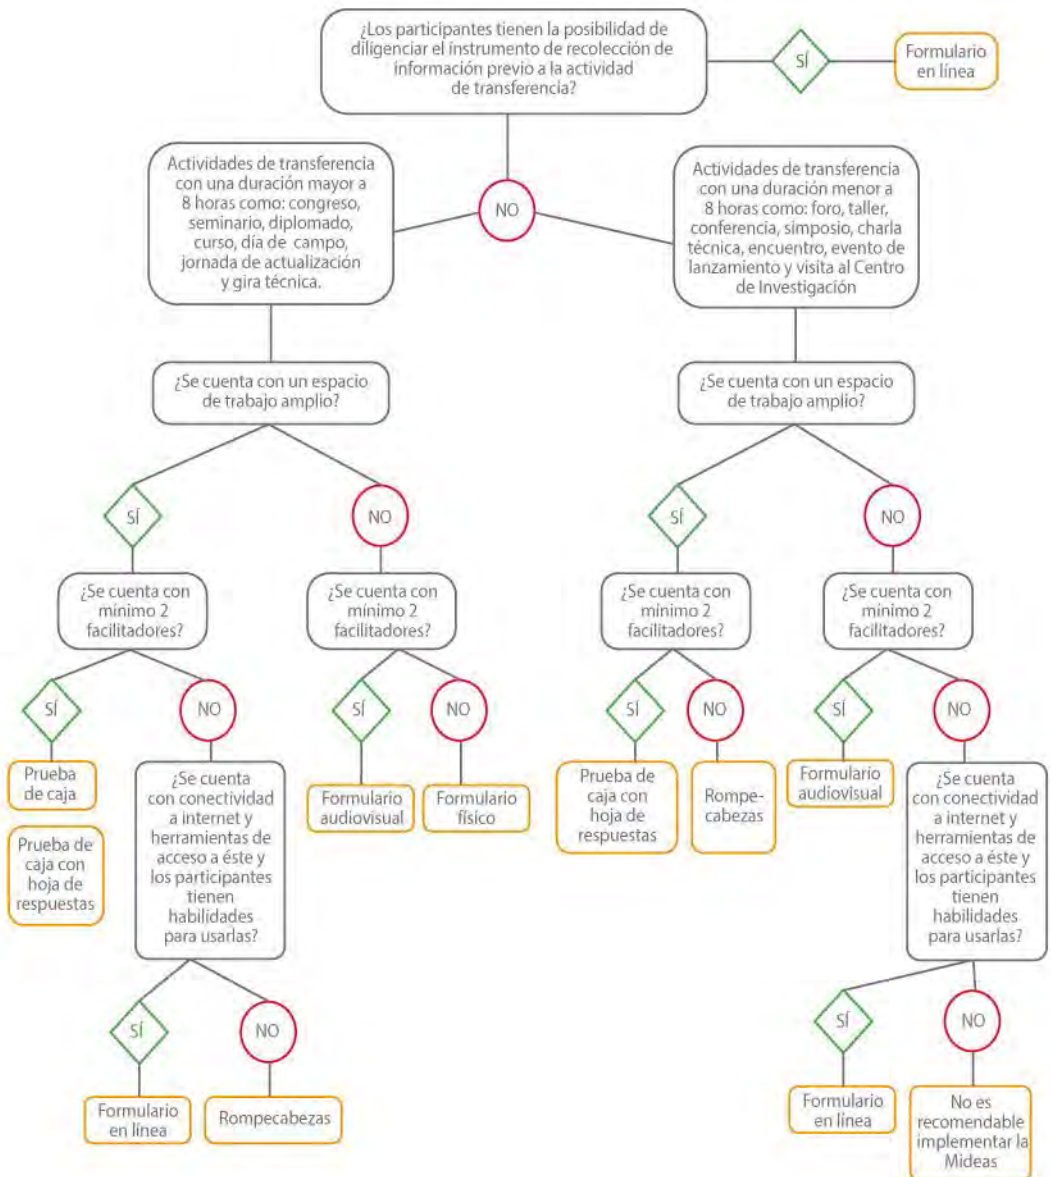 ¿Los participantes tienen la posibilidad de
diligenciar el instrumento de recolección de
información previo a la actividad
de transferencia?
SÍ
Formulario
en línea
NO
Actividades de transferencia
con una duración mayor a
8 horas como: congreso,
seminario, diplomado,
curso, día de campo,
jornada de actualización
y gira técnica.
Actividades de transferencia
con una duración menor a
8 horas como: foro, taller,
conferencia, simposio, charla
técnica, encuentro, evento de
lanzamiento y visita al Centro
de Investigación
¿Se cuenta con un espacio
de trabajo amplio?
¿Se cuenta con un espacio
de trabajo amplio?
SÍ
NO
SÍ
NO
¿Se cuenta con
mínimo 2
facilitadores?
¿Se cuenta con
mínimo 2
facilitadores?
¿Se cuenta con
mínimo 2
facilitadores?
¿Se cuenta con
mínimo 2
facilitadores?
SÍ
NO
SÍ
NO
SÍ
NO
SÍ
NO
Prueba
de caja
Prueba de
caja con
hoja de
respuestas
¿Se cuenta
con conectividad
a internet y
herramientas de
acceso a éste y
los participantes
tienen
habilidades
para usarlas?
Formulario
audiovisual
Formulario
físico
Prueba de
caja con
hoja de
respuestas
Rompe-
cabezas
Formulario
audiovisual
¿Se cuenta
con conectividad
a internet y
herramientas de
acceso a éste y
los participantes
tienen
habilidades
para usarlas?
SÍ
NO
SÍ
NO
Formulario
en línea
Rompecabezas
Formulario
en línea
No es
recomendable
implementar la
Mideas